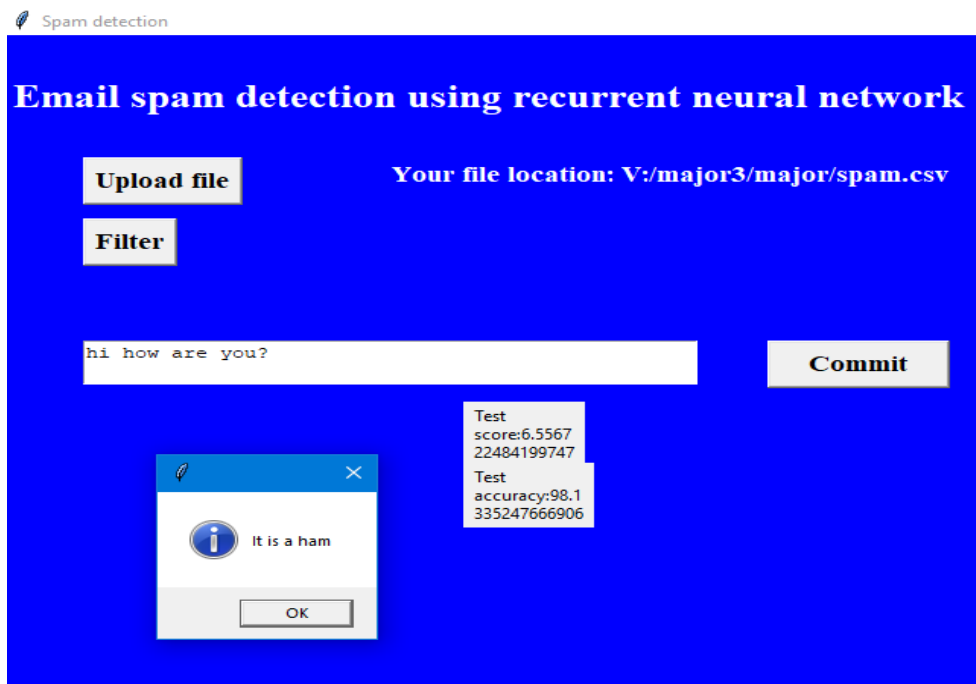 Spam detection
Email spam detection using recurrent neural network
Upload file
Your file location: V:/major3/major/spam.csv
Filter
hi how are you?
Commit
Test
score:6.5567
22484199747
Test
accuracy:98.1
335247666906
It is a ham
OK